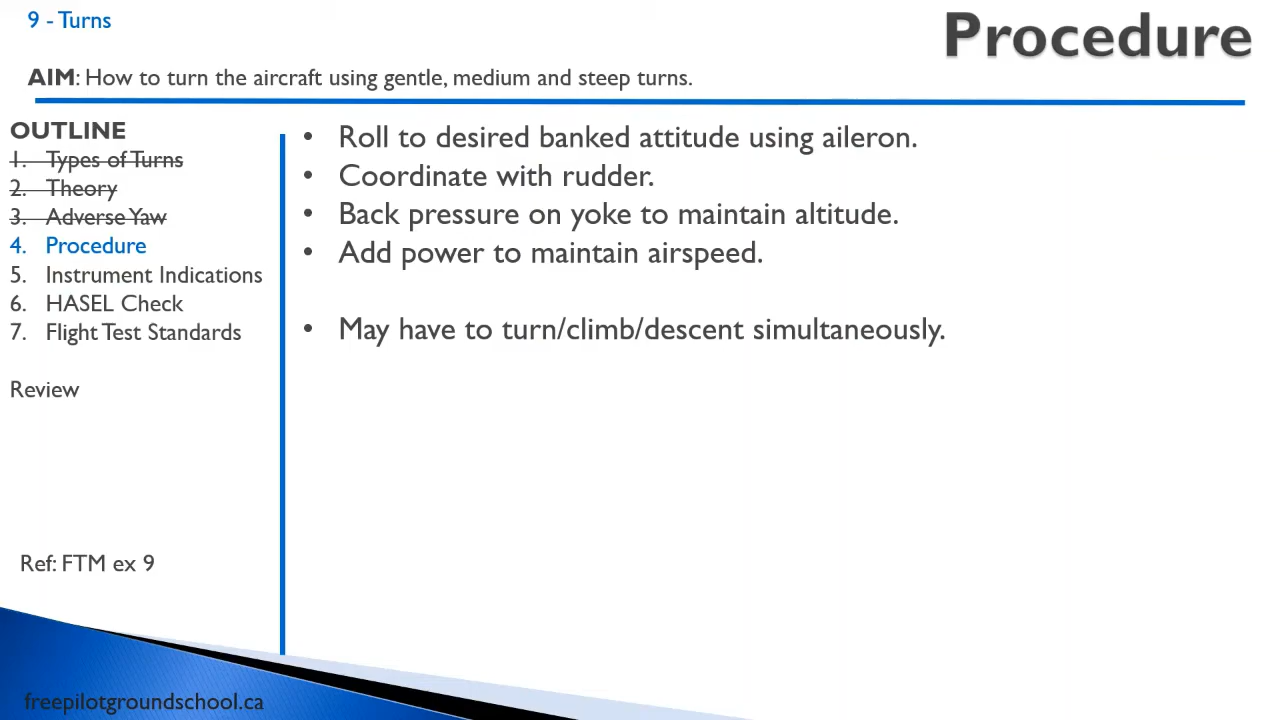 9 - Turns
Procedure
AIM: How to turn the aircraft using gentle, medium and steep turns.
OUTLINE
1. Types of Turns
2. Theory
3. Adverse Yaw
4. Procedure
5. Instrument Indications
6. HASEL Check
7. Flight Test Standards
Review
Ref: FTM ex 9
• Roll to desired banked attitude using aileron.
• Coordinate with rudder.
• Back pressure on yoke to maintain altitude.
• Add power to maintain airspeed.
• May have to turn/climb/descent simultaneously.
freepilotgroundschool.ca